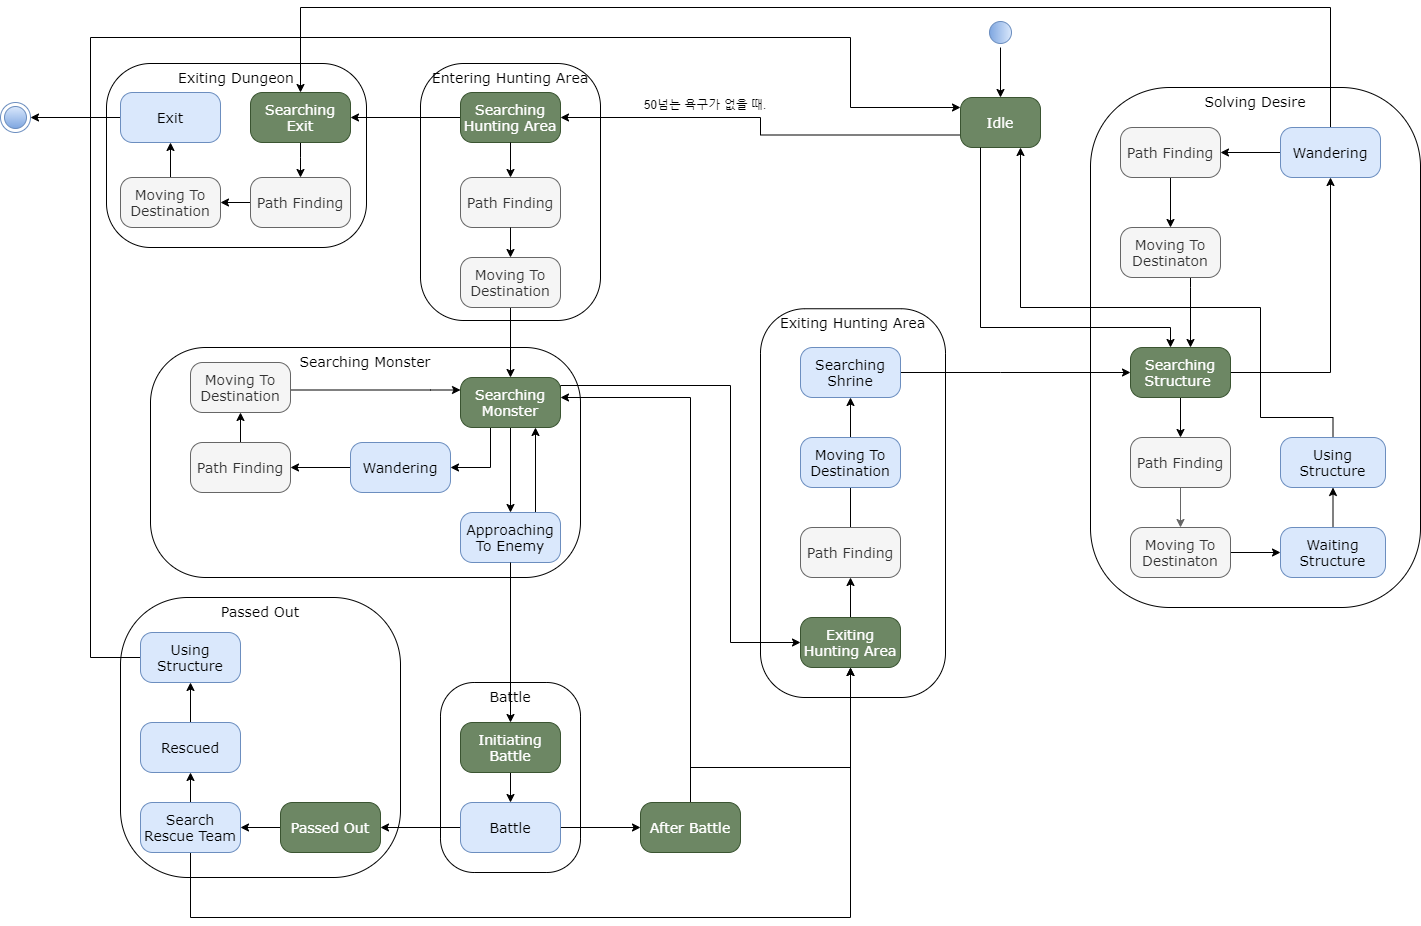 Exiting Dungeon
Exit
Searching
Exit
Moving To
Destination
Path Finding
Entering Hunting Area
Searching
Hunting Area
Path Finding
Moving To
Destination
50넘는 욕구가 없을 때.
Idle
Solving Desire
Path Finding
Wandering
Moving To
Destinaton
Searching
Structure
Path Finding
Using
Structure
Moving To
Destinaton
Waiting
Structure
Exiting Hunting Area
Searching
Shrine
Moving To
Destination
Path Finding
Exiting
Hunting Area
Searching Monster
Moving To
Destination
Searching
Monster
Path Finding
Wandering
Approaching
To Enemy
Passed Out
Using
Structure
Rescued
Search
Rescue Team
Passed Out
Battle
Initiating
Battle
Battle
After Battle